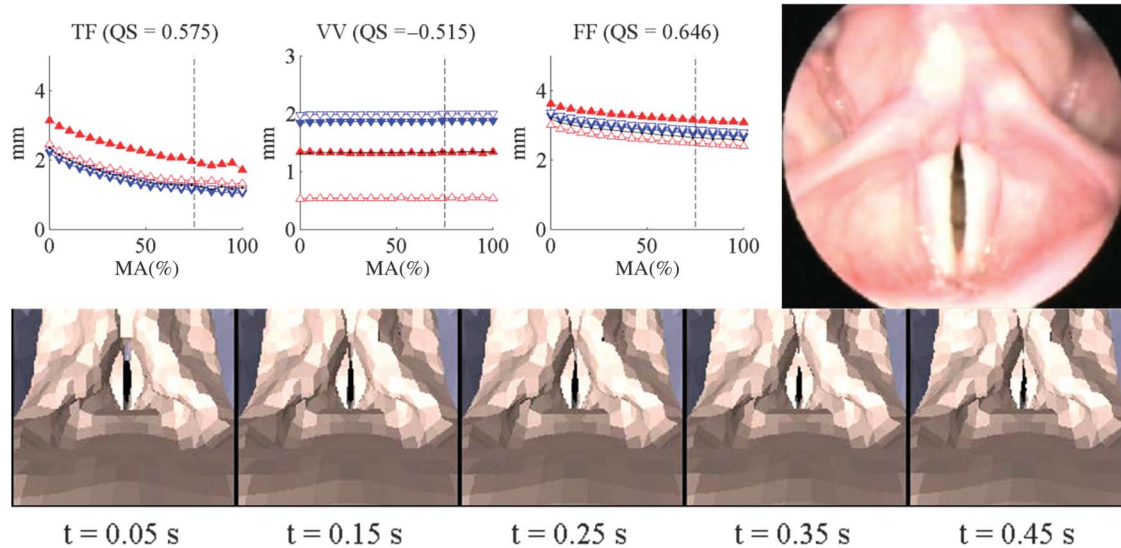 TF (QS = 0.575)
4
2
0
mm
0
50
100
MA(%)
VV (QS =−0.515)
3
2
1
0
mm
0
50
100
MA(%)
FF (QS = 0.646)
4
2
0
mm
0
50
100
MA(%)
t = 0.05 s
t = 0.15 s
t = 0.25 s
t = 0.35 s
t = 0.45 s